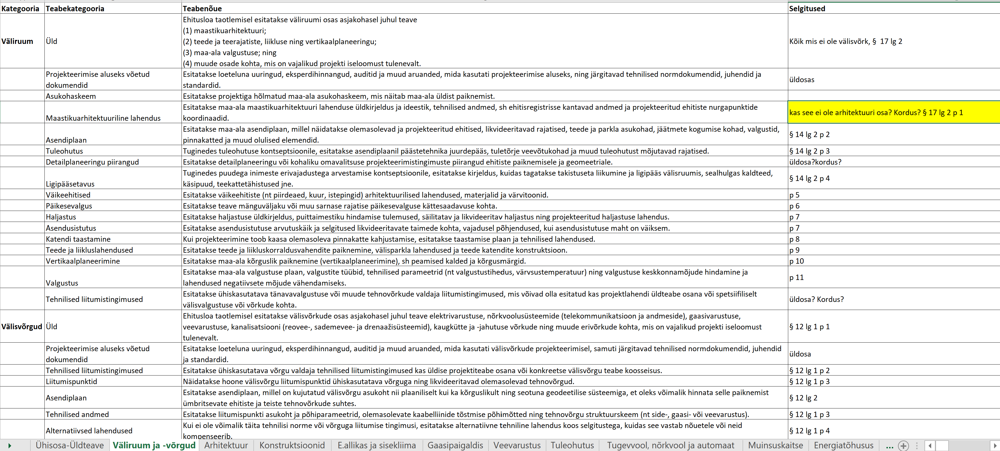 Kategooria Teabekategooria Teabenõue Selgitused
Ehitusloa taotlemisel esitatakse väliruumi osas asjakohasel juhul teave
(1) maastikuarhitektuuri;
Väliruum Üld (2) teede ja teerajatiste, liikluse ning vertikaalplaneeringu; Kõik mis ei ole välisvõrk, § 17 lg 2
(3) maa-ala valgustuse; ning
(4) muude osade kohta, mis on vajalikud projekti iseloomust tulenevalt.
Projekteerimise aluseks võetud
dokumendid
Esitatakse loeteluna uuringud, eksperdihinnangud, auditid ja muud aruanded, mida kasutati projekteerimise aluseks, ning järgitavad tehnilised normdokumendid, juhendid ja
standardid.
üldosas
Asukohaskeem Esitatakse projektiga hõlmatud maa-ala asukohaskeem, mis näitab maa-ala üldist paiknemist.
Maastikuarhitektuuriline lahendus
Esitatakse maa-ala maastikuarhitektuuri lahenduse üldkirjeldus ja ideestik, tehnilised andmed, sh ehitisregistrisse kantavad andmed ja projekteeritud ehitiste nurgapunktide
koordinaadid.
kas see ei ole arhitektuuri osa? Kordus? § 17 lg 2 p 1
Asendiplaan
Esitatakse maa-ala asendiplaan, millel näidatakse olemasolevad ja projekteeritud ehitised, likvideeritavad rajatised, teede ja parkla asukohad, jäätmete kogumise kohad, valgustid,
pinnakatted ja muud olulised elemendid.
§ 14 lg 2 p 2
Tuleohutus Tuginedes tuleohutuse kontseptsioonile, esitatakse asendiplaanil päästetehnika juurdepääs, tuletõrje veevõtukohad ja muud tuleohutust mõjutavad rajatised. § 14 lg 2 p 3
Detailplaneeringu piirangud Esitatakse detailplaneeringu või kohaliku omavalitsuse projekteerimistingimuste piirangud ehitiste paiknemisele ja geomeetriale. üldosa?kordus?
Ligipääsetavus
Tuginedes puudega inimeste erivajadustega arvestamise kontseptsioonile, esitatakse kirjeldus, kuidas tagatakse takistuseta liikumine ja ligipääs välisruumis, sealhulgas kaldteed,
käsipuud, teekattetähistused jne.
§ 14 lg 2 p 4
Väikeehitised Esitatakse väikeehitiste (nt piirdeaed, kuur, istepingid) arhitektuurilised lahendused, materjalid ja värvitoonid. p 5
Päikesevalgus Esitatakse teave mänguväljaku või muu sarnase rajatise päikesevalguse kättesaadavuse kohta. p 6
Haljastus Esitatakse haljastuse üldkirjeldus, puittaimestiku hindamise tulemused, säilitatav ja likvideeritav haljastus ning projekteeritud haljastuse lahendus. p 7
Asendusistutus Esitatakse asendusistutuse arvutuskäik ja selgitused likvideeritavate taimede kohta, vajadusel põhjendused, kui asendusistutuse maht on väiksem. p 7
Katendi taastamine Kui projekteerimine toob kaasa olemasoleva pinnakatte kahjustamise, esitatakse taastamise plaan ja tehnilised lahendused. p 8
Teede ja liikluslahendused Esitatakse teede ja liikluskorraldusvahendite paiknemine, välisparkla lahendused ja teede katendite konstruktsioon. p 9
Vertikaalplaneerimine Esitatakse maa-ala kõrguslik paiknemine (vertikaalplaneerimine), sh peamised kalded ja kõrgusmärgid. p 10
Valgustus
Esitatakse maa-ala valgustuse plaan, valgustite tüübid, tehnilised parameetrid (nt valgustustihedus, värvsustemperatuur) ning valgustuse keskkonnamõjude hindamine ja
lahendused negatiivsete mõjude vähendamiseks.
p 11
Tehnilised liitumistingimused
Esitatakse ühiskasutatava tänavavalgustuse või muude tehnovõrkude valdaja liitumistingimused, mis võivad olla esitatud kas projektlahendi üldteabe osana või spetsiifiliselt
välisvalgustuse või võrkude kohta.
üldosa? Kordus?
Välisvõrgud Üld
Ehitusloa taotlemisel esitatakse välisvõrkude osas asjakohasel juhul teave elektrivarustuse, nõrkvoolusüsteemide (telekommunikatsioon ja andmeside), gaasivarustuse,
veevarustuse, kanalisatsiooni (reovee-, sademevee- ja drenaažisüsteemid), kaugkütte ja -jahutuse võrkude ning muude erivõrkude kohta, mis on vajalikud projekti iseloomust
tulenevalt.
§ 12 lg 1 p 1
Projekteerimise aluseks võetud
dokumendid
Esitatakse loeteluna uuringud, eksperdihinnangud, auditid ja muud aruanded, mida kasutati välisvõrkude projekteerimisel, samuti järgitavad tehnilised normdokumendid, juhendid
ja standardid.
üldosa
Tehnilised liitumistingimused Esitatakse ühiskasutatava võrgu valdaja tehnilised liitumistingimused kas üldise projektiteabe osana või konkreetse välisvõrgu teabe koosseisus. § 12 lg 1 p 2
Liitumispunktid Näidatakse hoone välisvõrgu liitumispunktid ühiskasutatava võrguga ning likvideeritavad olemasolevad tehnovõrgud. § 12 lg 1 p 3
Asendiplaan
Esitatakse asendiplaan, millel on kujutatud välisvõrgu asukoht nii plaaniliselt kui ka kõrguslikult ning seotuna geodeetilise süsteemiga, et oleks võimalik hinnata selle paiknemist
ümbritsevate ehitiste ja teiste tehnovõrkude suhtes.
§ 12 lg 2
Tehnilised andmed Esitatakse liitumispunkti asukoht ja põhiparameetrid, olemasolevate kaabelliinide tõstmise põhimõtted ning tehnovõrgu struktuurskeem (nt side-, gaasi- või veevarustus). § 12 lg 1 p 3
Alternatiivsed lahendused
Kui ei ole võimalik täita tehnilisi norme või võrguga liitumise tingimusi, esitatakse alternatiivne tehniline lahendus koos selgitustega, kuidas see vastab nõuetele või neid
kompenseerib.
§ 12 lg 1 p 4
Ühisosa-Üldteave Väliruum ja -võrgud Arhitektuur Konstruktsioonid E.allikas ja sisekliima Gaasipaigaldis Veevarustus Tuleohutus Tugevvool, nõrkvool ja automaat Muinsuskaitse Energiatõhusus ...